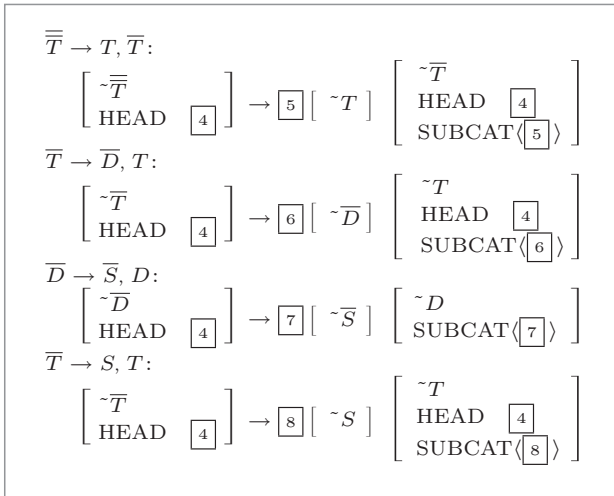 T̿ → T, T̅:
[ ~T̿ HEAD 4 ] → 5 [ ~T ] [ ~T̅ HEAD 4 SUBCAT⟨ 5 ⟩ ]
T̅ → D̅, T:
[ ~T̅ HEAD 4 ] → 6 [ ~D̅ ] [ ~T HEAD 4 SUBCAT⟨ 6 ⟩ ]
D̅ → S̅, D:
[ ~D̅ HEAD 4 ] → 7 [ ~S̅ ] [ ~D SUBCAT⟨ 7 ⟩ ]
T̅ → S, T:
[ ~T̅ HEAD 4 ] → 8 [ ~S ] [ ~T HEAD 4 SUBCAT⟨ 8 ⟩ ]